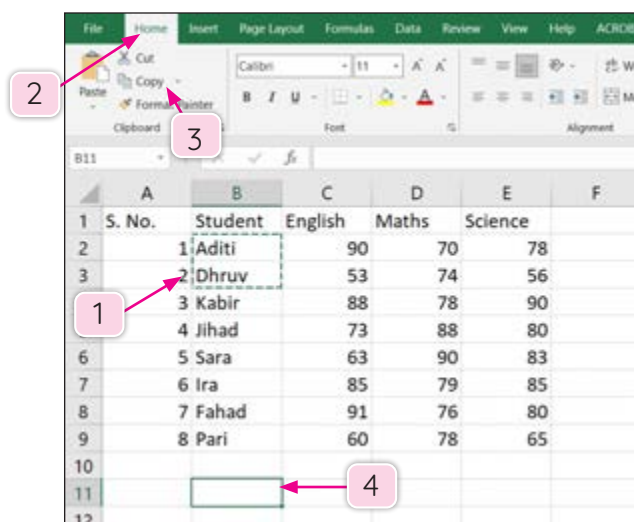 File Home Insert Page Layout Formulas Data Review View Help ACROB
Cut
Calibri 11 A A W
2 Paste Copy
Format Painter B I U A M
Clipboard 3 Font Alignment
B11 fx
A B C D E F
1 S. No. Student English Maths Science
2 1 Aditi 90 70 78
3 2 Dhruv 53 74 56
1 3 Kabir 88 78 90
4 Jihad 73 88 80
6 5 Sara 63 90 83
7 6 Ira 85 79 85
8 7 Fahad 91 76 80
9 8 Pari 60 78 65
10
11 4
12